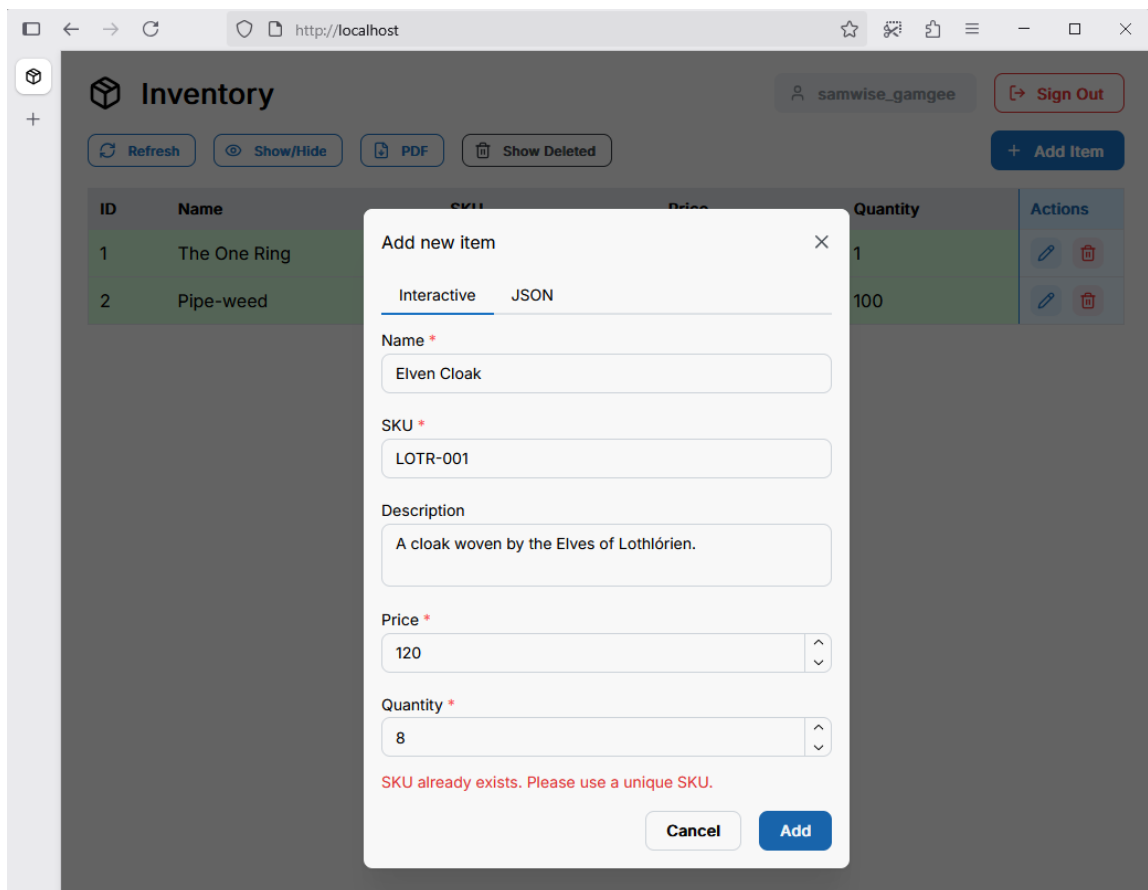 http://localhost
Inventory
samwise_gamgee
Sign Out
Refresh
Show/Hide
PDF
Show Deleted
+ Add Item
ID Name SKU Price Quantity Actions
1 The One Ring 1
2 Pipe-weed 100
Add new item
Interactive JSON
Name *
Elven Cloak
SKU *
LOTR-001
Description
A cloak woven by the Elves of Lothlórien.
Price *
120
Quantity *
8
SKU already exists. Please use a unique SKU.
Cancel Add